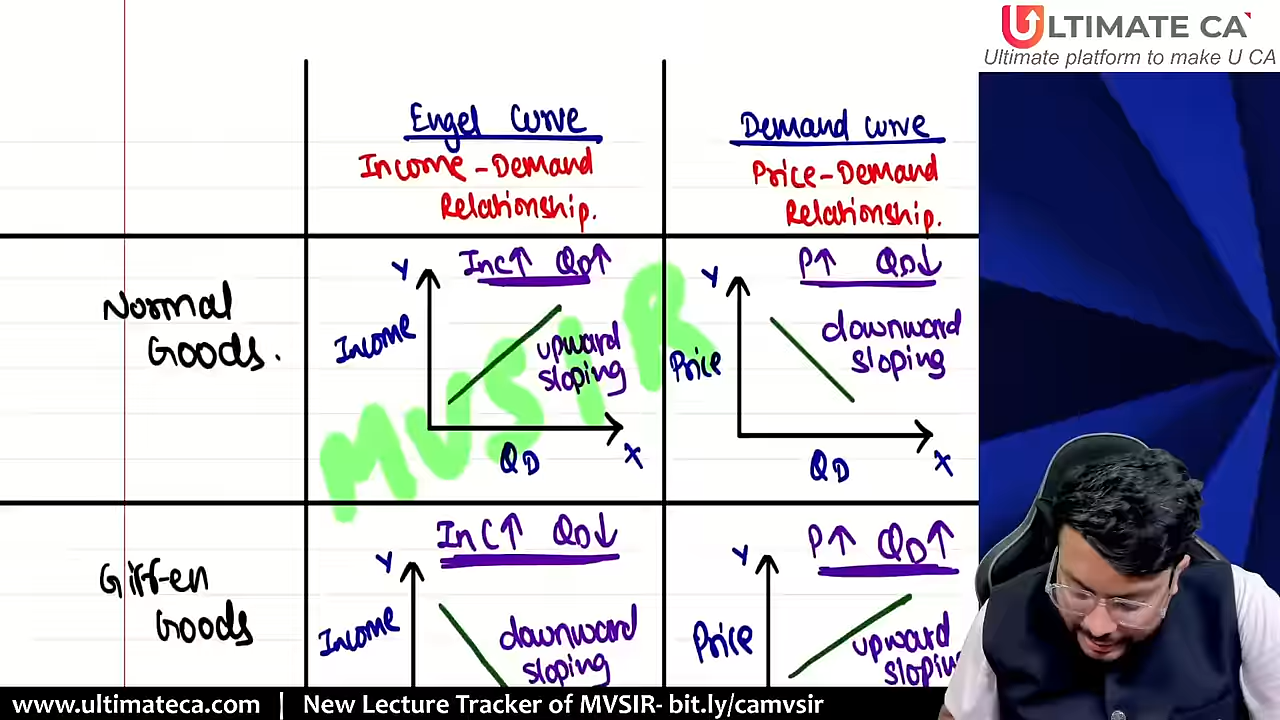 ULTIMATE CA
Ultimate platform to make U CA
Engel Curve
Income-Demand
Relationship.
Demand curve
Price-Demand
Relationship.
Normal
Goods.
Inc↑ QD↑
Y
Income
upward
sloping
QD
X
P↑ QD↓
Y
Price
downward
sloping
QD
X
MVSIR
Giffen
Goods
Inc↑ QD↓
Y
Income
downward
sloping
P↑ QD↑
Y
Price
upward
sloping
www.ultimateca.com | New Lecture Tracker of MVSIR- bit.ly/camvsir